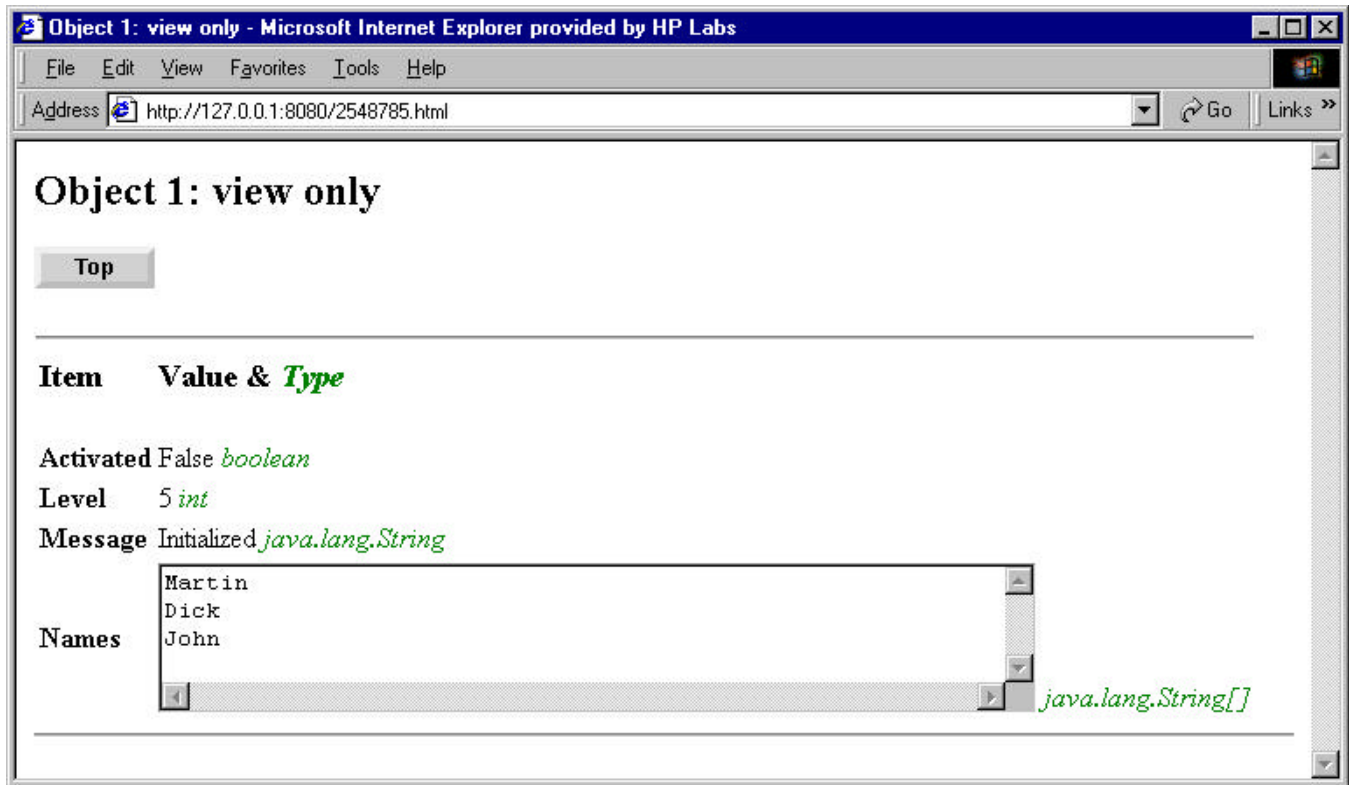 Object 1: view only - Microsoft Internet Explorer provided by HP Labs
File Edit View Favorites Tools Help
Address http://127.0.0.1:8080/2548785.html Go Links »
Object 1: view only
Top
Item Value & Type
Activated False boolean
Level 5 int
Message Initialized java.lang.String
Martin
Dick
Names John
java.lang.String[]